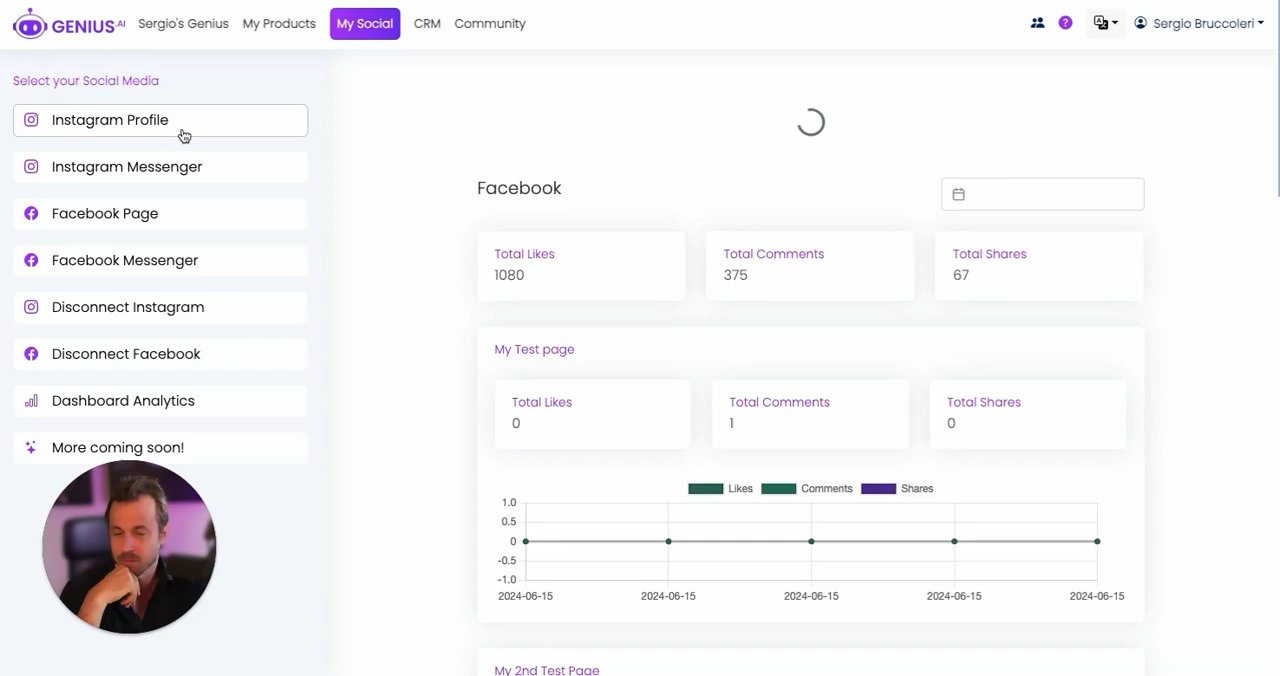 GENIUS.AI
Sergio's Genius
My Products
My Social
CRM
Community
?
Sergio Bruccoleri
Select your Social Media
Instagram Profile
Instagram Messenger
Facebook Page
Facebook Messenger
Disconnect Instagram
Disconnect Facebook
Dashboard Analytics
More coming soon!
Facebook
Total Likes
1080
Total Comments
375
Total Shares
67
My Test page
Total Likes
0
Total Comments
1
Total Shares
0
Likes
Comments
Shares
1.0
0.5
0
-0.5
-1.0
2024-06-15
2024-06-15
2024-06-15
2024-06-15
2024-06-15
My 2nd Test Page